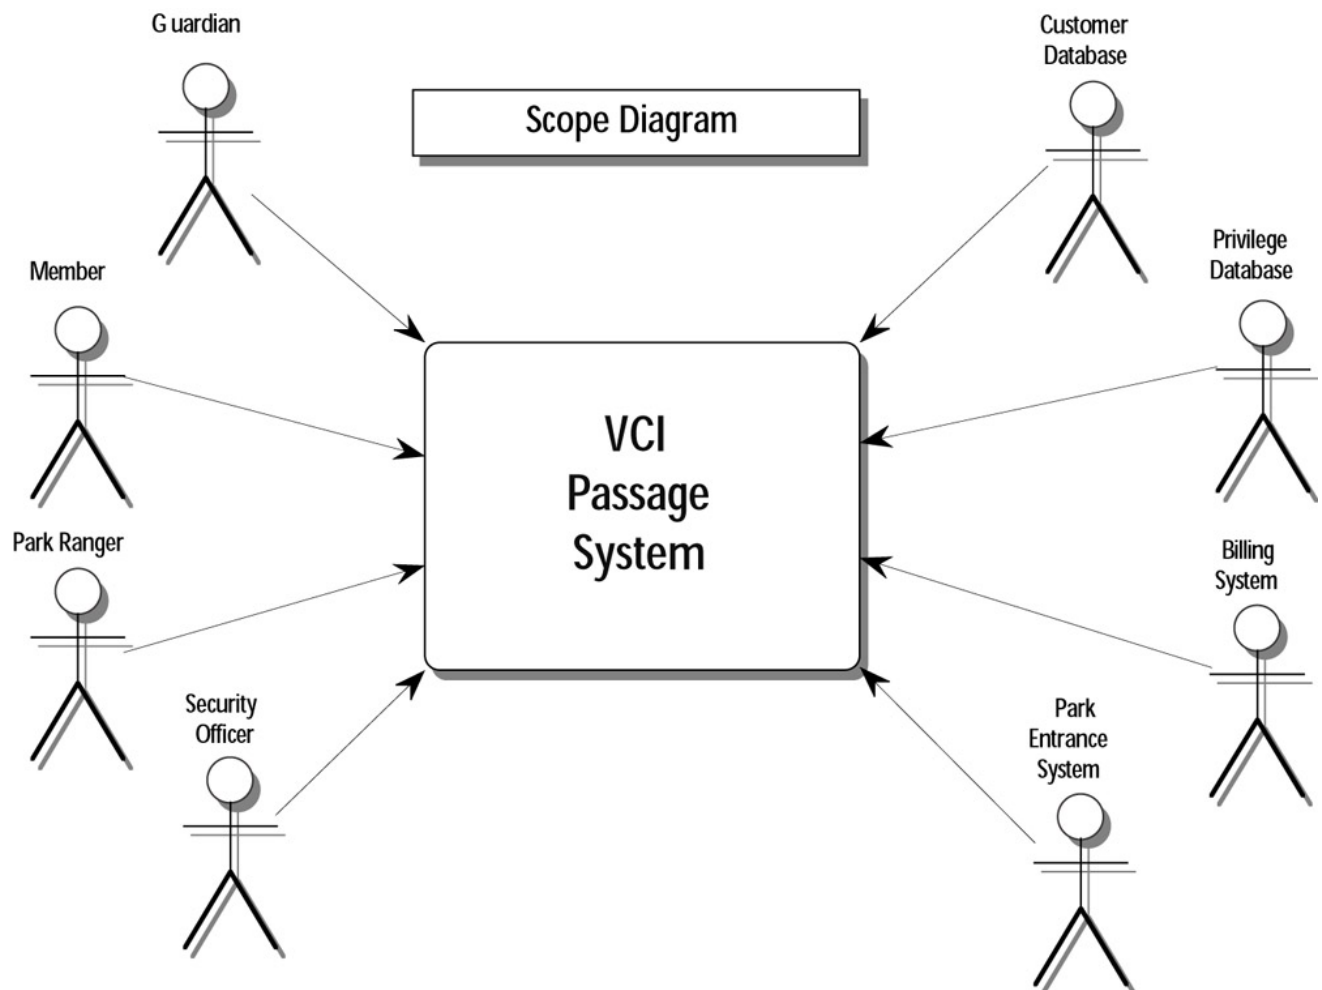 Guardian
Customer
Database
Scope Diagram
Privilege
Database
Member
VCI
Passage
System
Park Ranger
Billing
System
Security
Officer
Park
Entrance
System